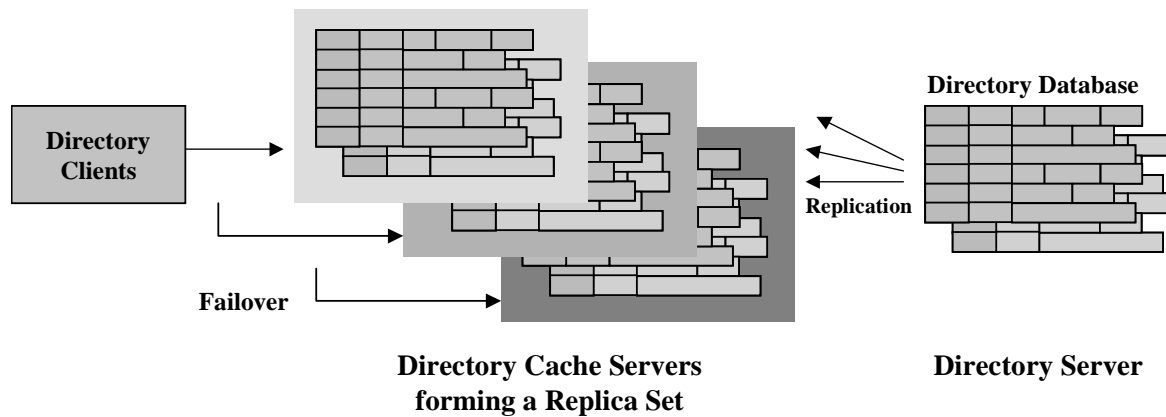 Directory Database
Directory
Clients
Replication
Failover
Directory Cache Servers
forming a Replica Set
Directory Server